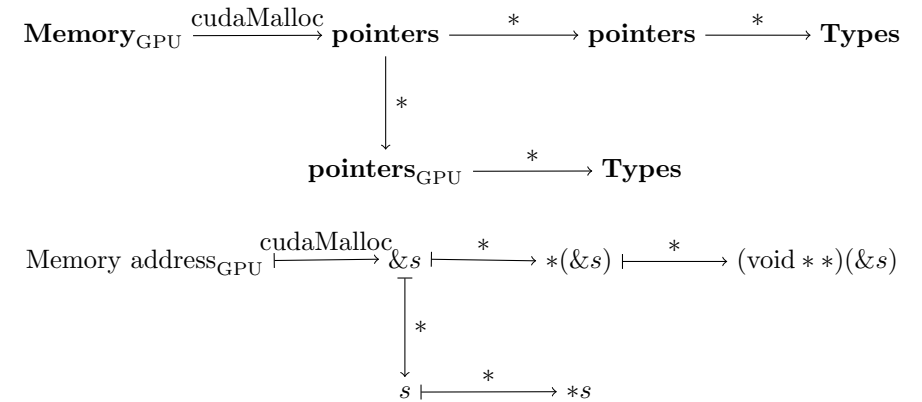 cudaMalloc * *
Memory_GPU pointers pointers Types
*
*
pointers_GPU Types
cudaMalloc * *
Memory address_GPU &s *(&s) (void * *)(&s)
*
*
s *s